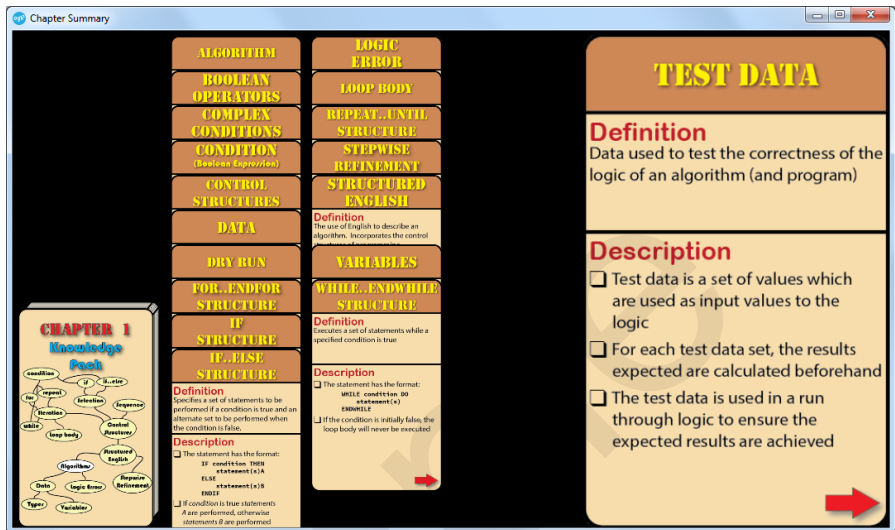 Chapter Summary
ALGORITHM
BOOLEAN
OPERATORS
COMPLEX
CONDITIONS
CONDITION
(Boolean Expression)
CONTROL
STRUCTURES
DATA
DRY RUN
FOR..ENDFOR
STRUCTURE
IF
STRUCTURE
IF..ELSE
STRUCTURE
Definition
Specifies a set of statements to be
performed if a condition is true and an
alternate set to be performed when
the condition is false.
Description
❑ The statement has the format:
IF condition THEN
statement(s)A
ELSE
statement(s)B
ENDIF
❑ If condition is true statements
A are performed, otherwise
statements B are performed
LOGIC
ERROR
LOOP BODY
REPEAT..UNTIL
STRUCTURE
STEPWISE
REFINEMENT
STRUCTURED
ENGLISH
Definition
The use of English to describe an
algorithm. Incorporates the control
structures of programming
VARIABLES
WHILE..ENDWHILE
STRUCTURE
Definition
Executes a set of statements while a
specified condition is true
Description
❑ The statement has the format:
WHILE condition DO
statement(s)
ENDWHILE
❑ If the condition is initially false, the
loop body will never be executed
TEST DATA
Definition
Data used to test the correctness of the
logic of an algorithm (and program)
Description
❑ Test data is a set of values which
are used as input values to the
logic
❑ For each test data set, the results
expected are calculated beforehand
❑ The test data is used in a run
through logic to ensure the
expected results are achieved
CHAPTER 1
Knowledge
Pack
condition
if
if...else
for
repeat
Selection
Sequence
Iteration
while
loop body
Control
Structures
Structured
English
Algorithms
Data
Logic Errors
Stepwise
Refinement
Types
Variables